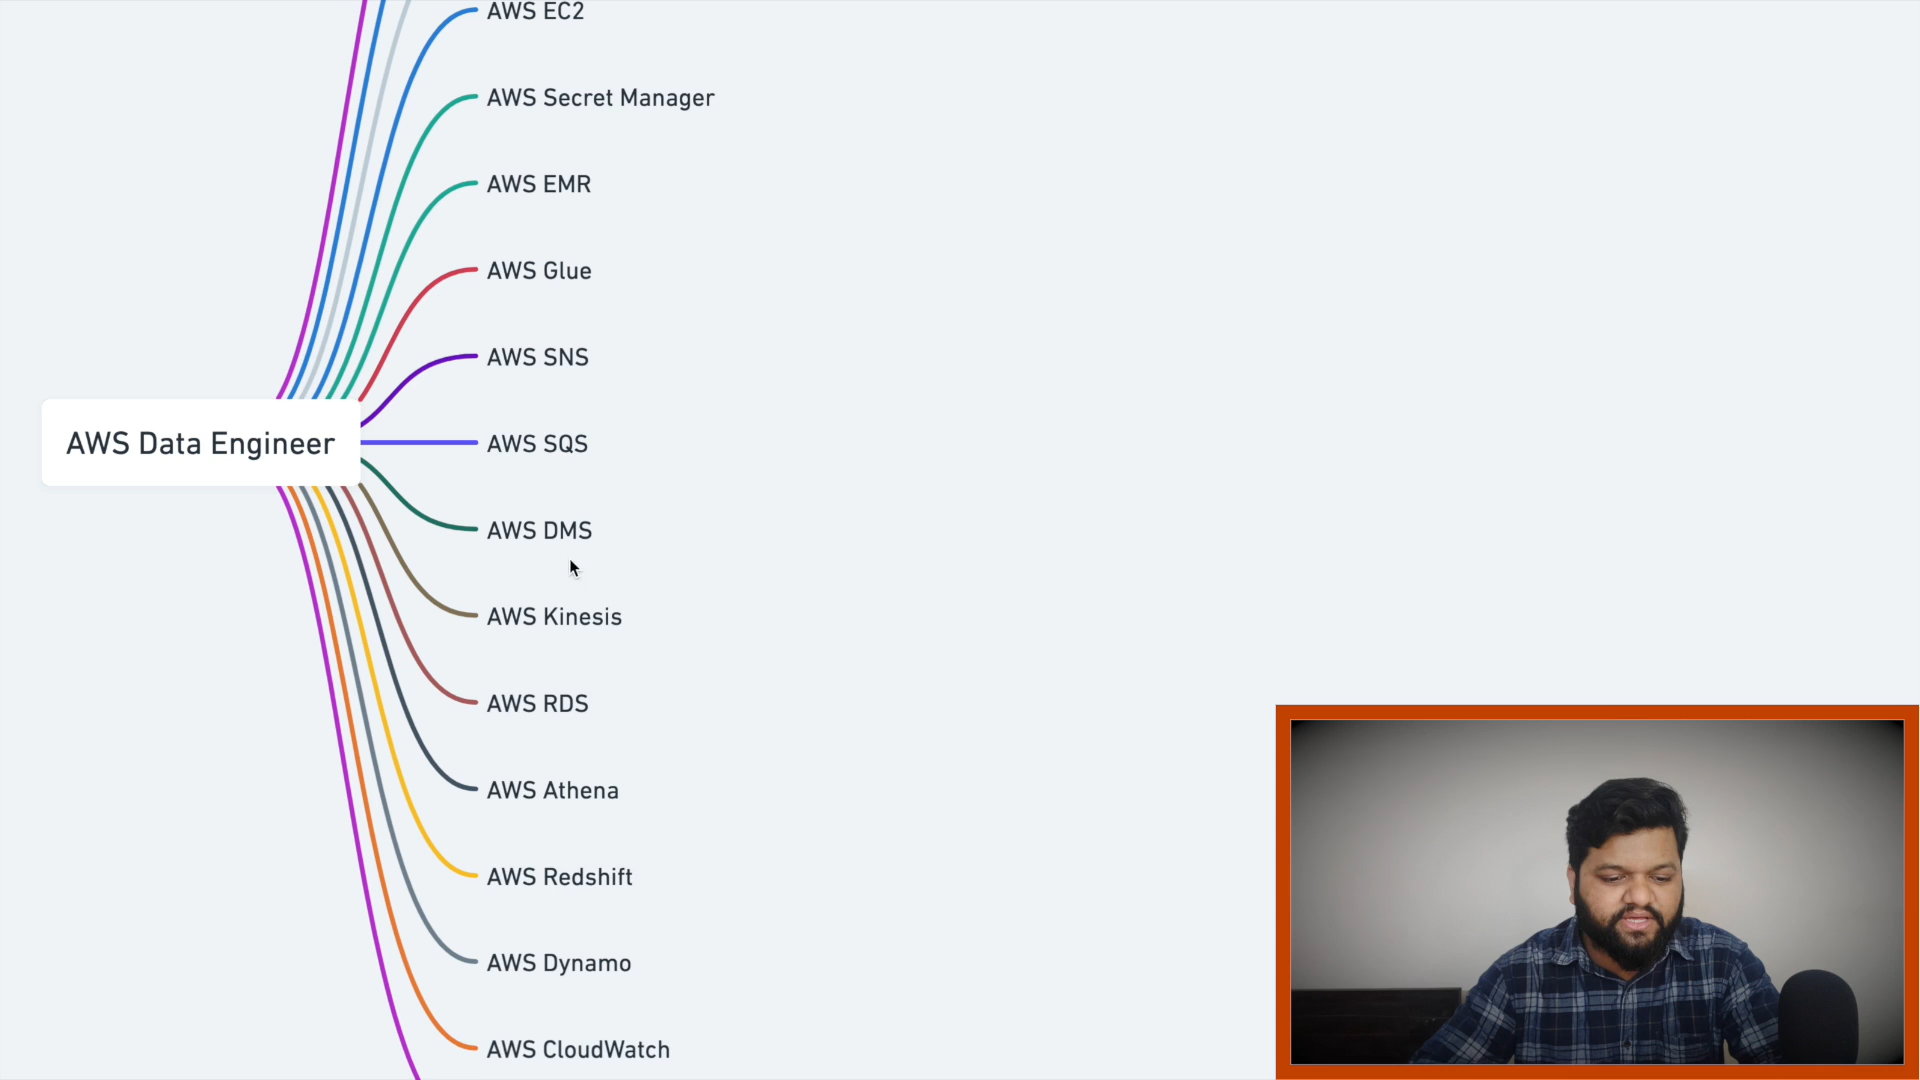 AWS EC2
AWS Secret Manager
AWS EMR
AWS Glue
AWS SNS
AWS Data Engineer
AWS SQS
AWS DMS
AWS Kinesis
AWS RDS
AWS Athena
AWS Redshift
AWS Dynamo
AWS CloudWatch